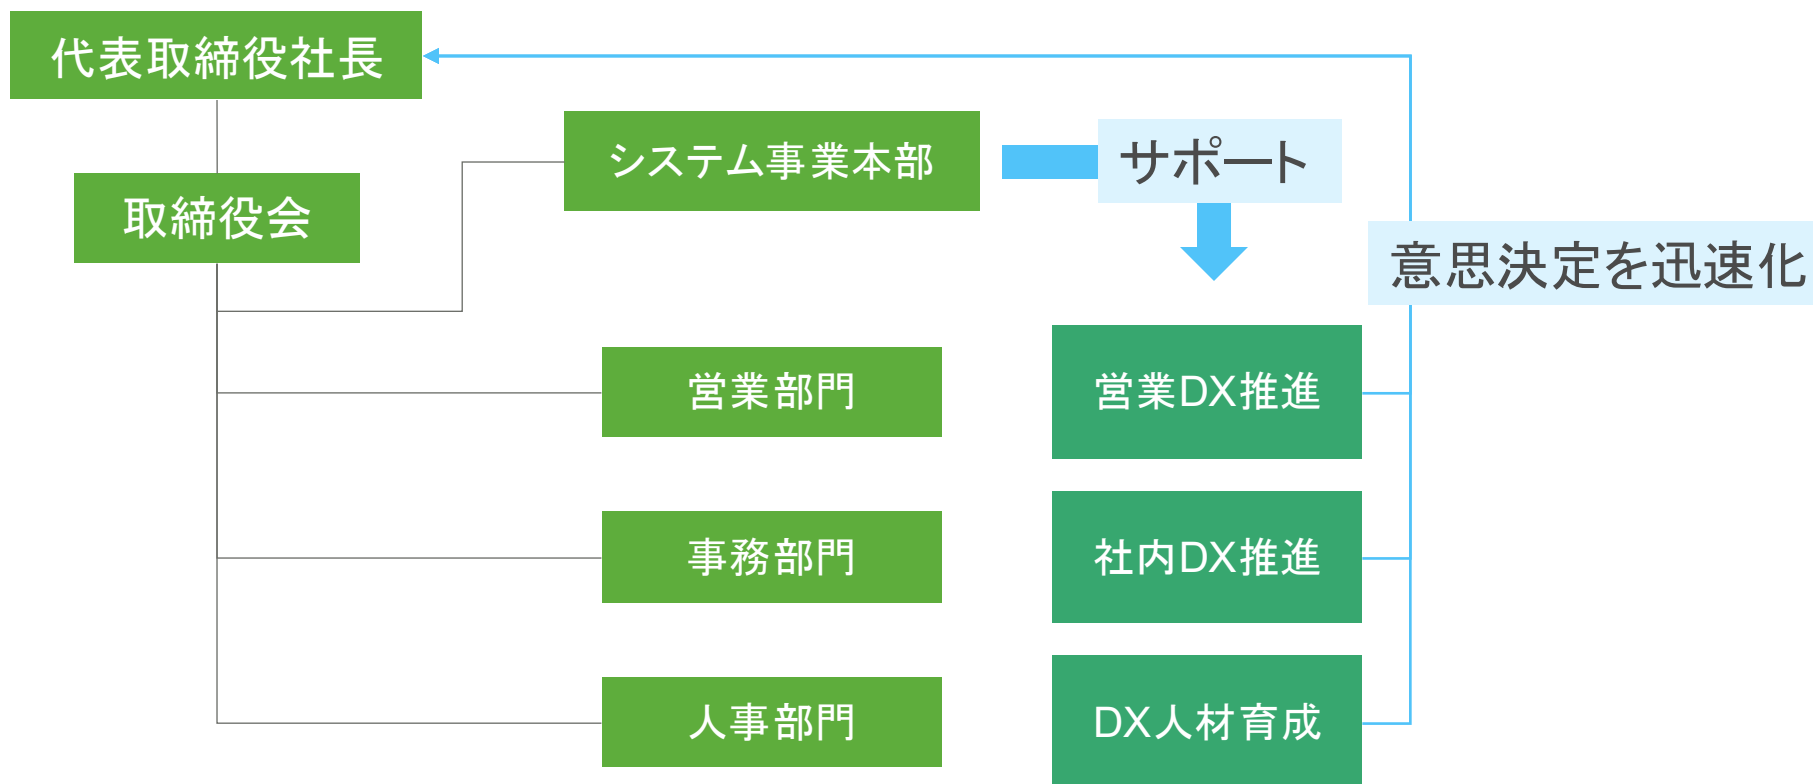 代表取締役社長
システム事業本部
サポート
取締役会
意思決定を迅速化
営業部門
営業DX推進
事務部門
社内DX推進
人事部門
DX人材育成